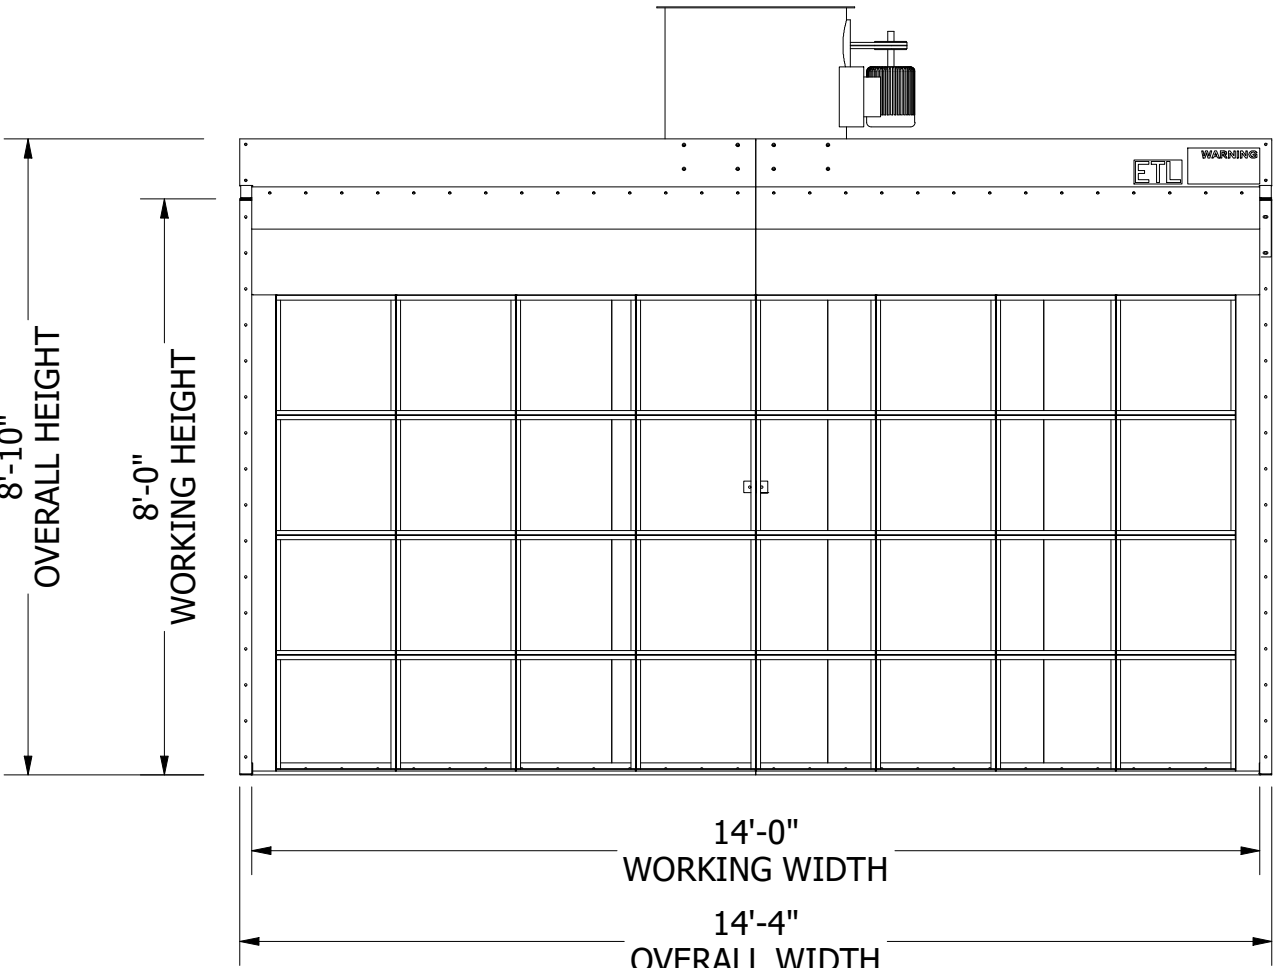 WARNING
ETL
8'-10"
OVERALL HEIGHT
8'-0"
WORKING HEIGHT
14'-0"
WORKING WIDTH
14'-4"
OVERALL WIDTH